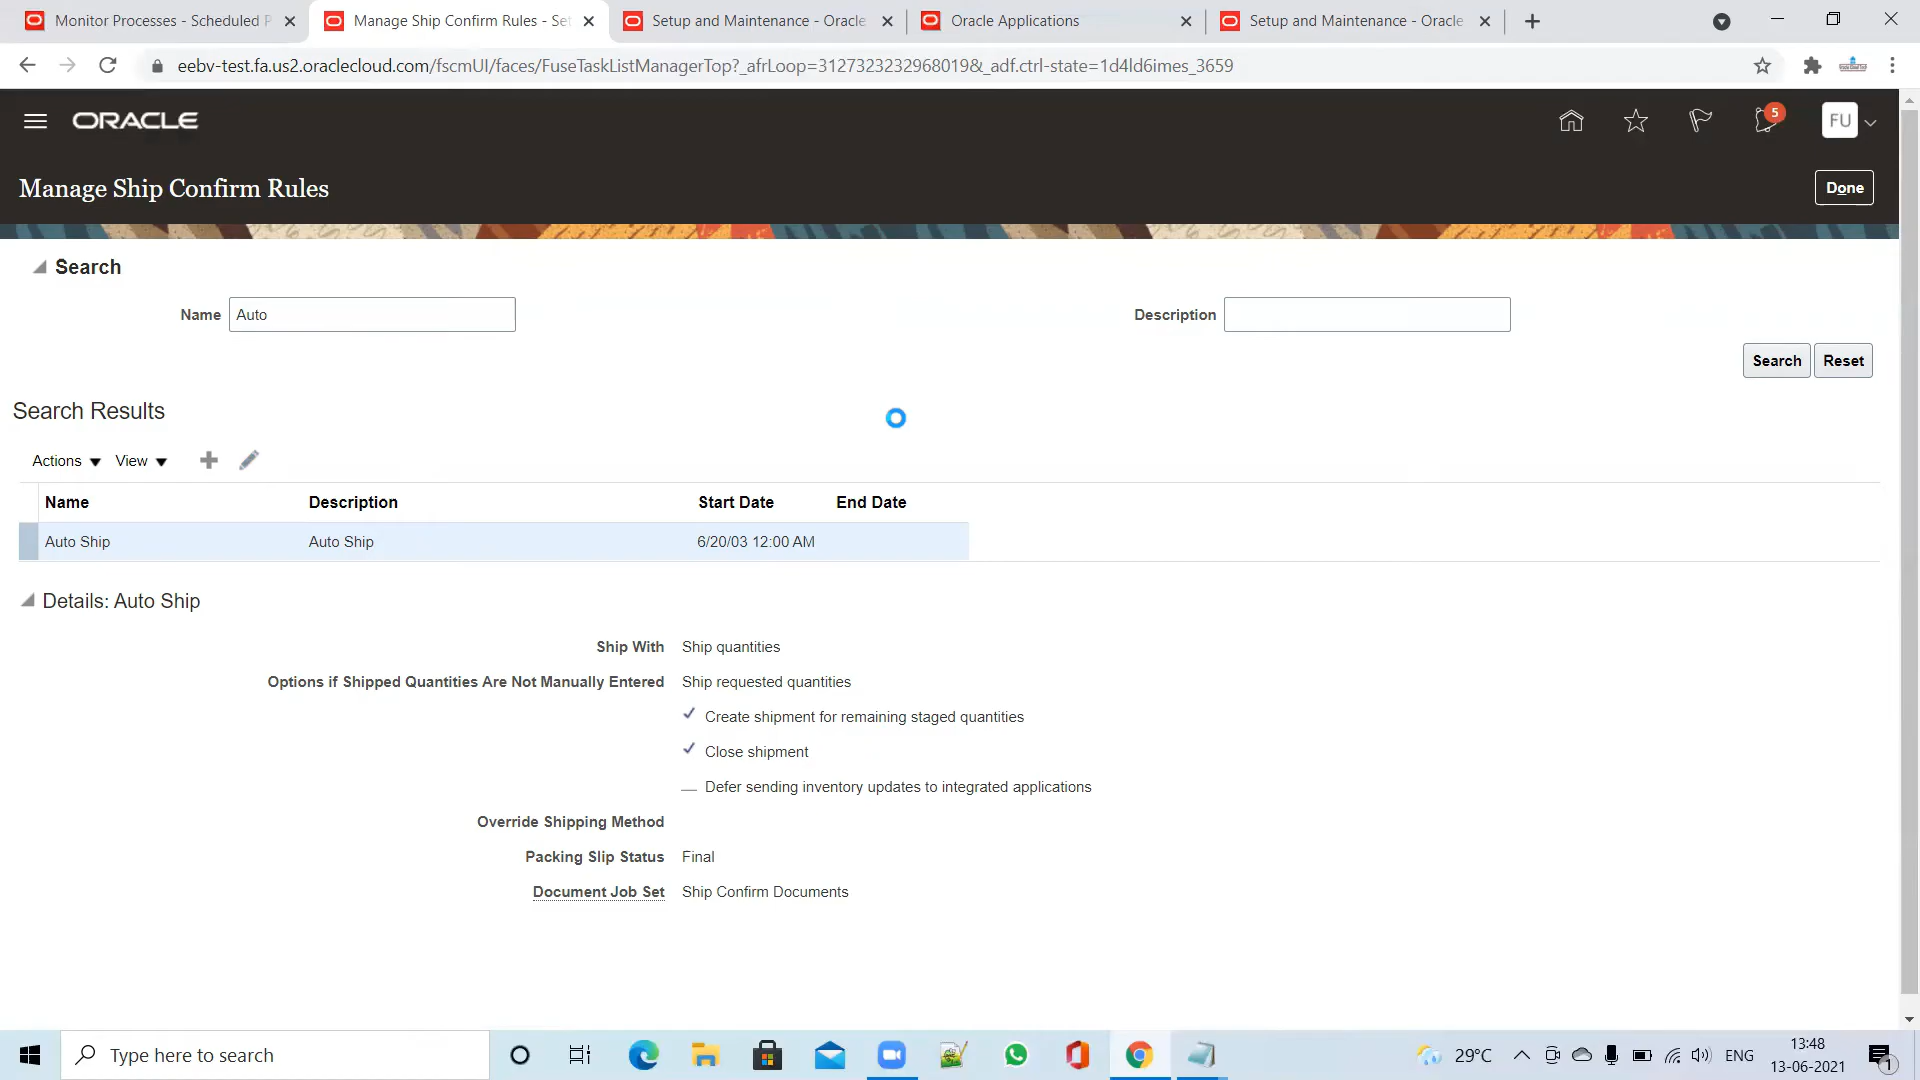 Monitor Processes - Scheduled P
Manage Ship Confirm Rules - Set
Setup and Maintenance - Oracle
Oracle Applications
Setup and Maintenance - Oracle
eebv-test.fa.us2.oraclecloud.com/fscmUI/faces/FuseTaskListManagerTop?_afrLoop=31273232329680​19&_adf.ctrl-state=1d4ld6imes_3659
ORACLE
5
FU
Manage Ship Confirm Rules
Done
Search
Name Auto
Description
Search Reset
Search Results
Actions View
Name Description Start Date End Date
Auto Ship Auto Ship 6/20/03 12:00 AM
Details: Auto Ship
Ship With Ship quantities
Options if Shipped Quantities Are Not Manually Entered Ship requested quantities
Create shipment for remaining staged quantities
Close shipment
Defer sending inventory updates to integrated applications
Override Shipping Method
Packing Slip Status Final
Document Job Set Ship Confirm Documents
Type here to search
29°C
ENG
13:48
13-06-2021
1